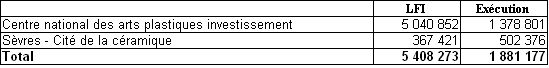 LFI Exécution
Centre national des arts plastiques investissement 5 040 852 1 378 801
Sèvres - Cité de la céramique 367 421 502 376
Total 5 408 273 1 881 177